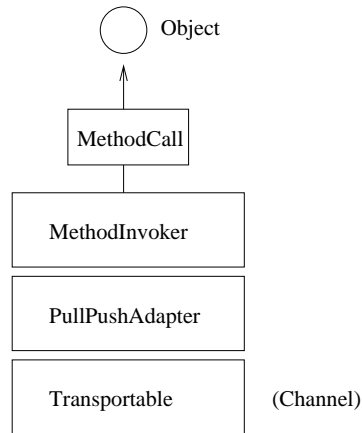 Object
MethodCall
MethodInvoker
PullPushAdapter
Transportable (Channel)